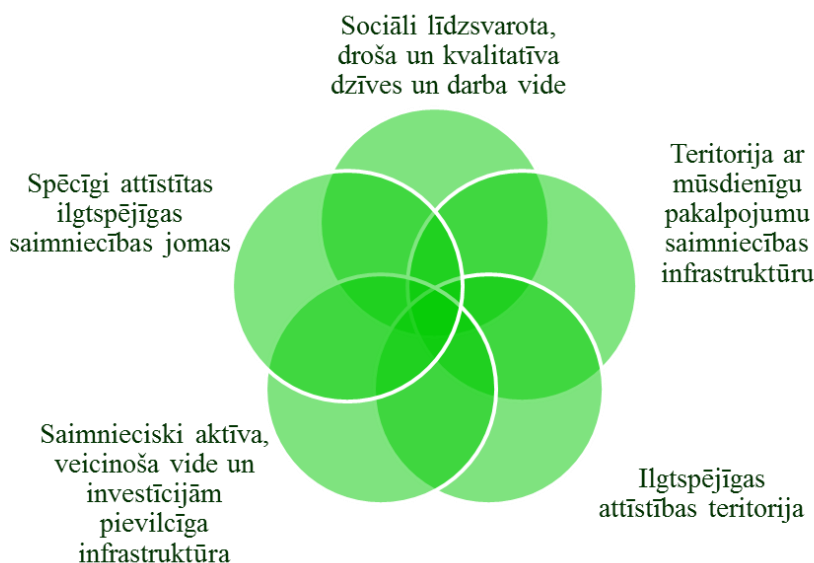 Sociāli līdzsvarota,
droša un kvalitatīva
dzīves un darba vide
Teritorija ar
mūsdienīgu
pakalpojumu
saimniecības
infrastruktūru
Ilgtspējīgas
attīstības teritorija
Saimnieciski aktīva,
veicinoša vide un
investīcijām
pievilcīga
infrastruktūra
Spēcīgi attīstītas
ilgtspējīgas
saimniecības jomas